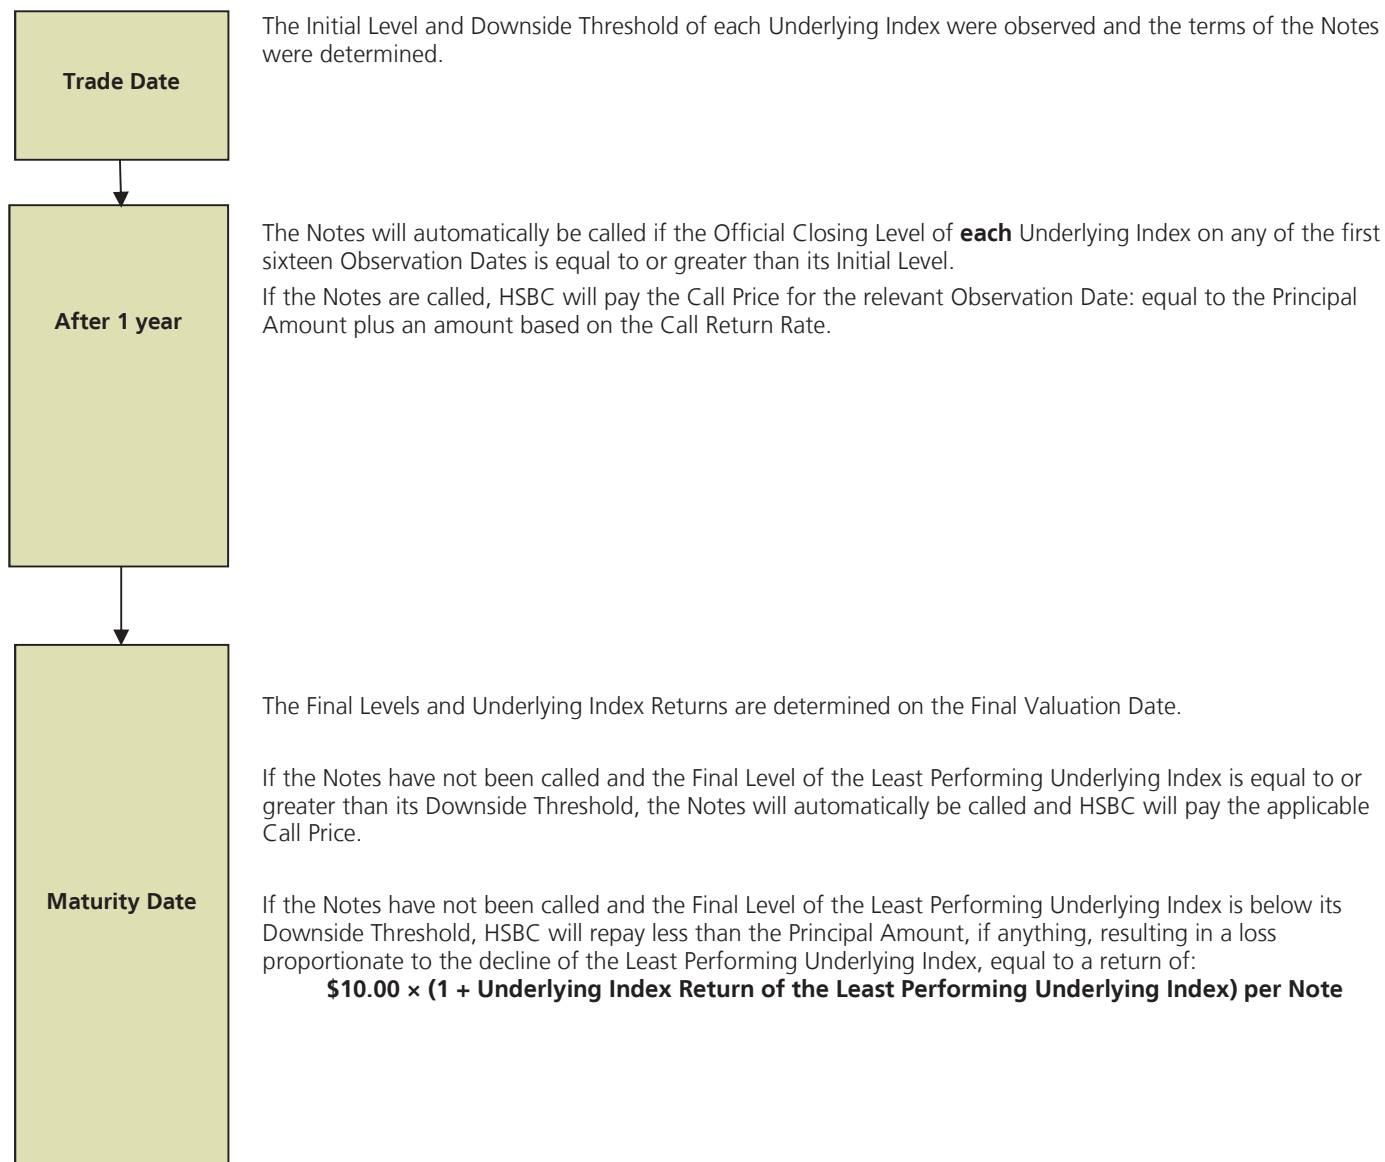 The Initial Level and Downside Threshold of each Underlying Index were observed and the terms of the Notes
were determined.
Trade Date
The Notes will automatically be called if the Official Closing Level of each Underlying Index on any of the first
sixteen Observation Dates is equal to or greater than its Initial Level.
If the Notes are called, HSBC will pay the Call Price for the relevant Observation Date: equal to the Principal
Amount plus an amount based on the Call Return Rate.
After 1 year
The Final Levels and Underlying Index Returns are determined on the Final Valuation Date.
If the Notes have not been called and the Final Level of the Least Performing Underlying Index is equal to or
greater than its Downside Threshold, the Notes will automatically be called and HSBC will pay the applicable
Call Price.
Maturity Date
If the Notes have not been called and the Final Level of the Least Performing Underlying Index is below its
Downside Threshold, HSBC will repay less than the Principal Amount, if anything, resulting in a loss
proportionate to the decline of the Least Performing Underlying Index, equal to a return of:
$10.00 × (1 + Underlying Index Return of the Least Performing Underlying Index) per Note